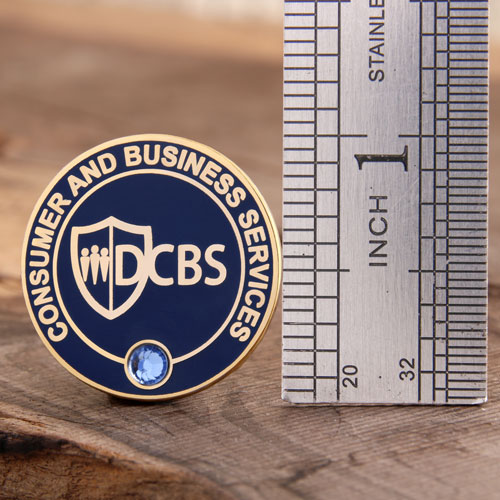 CONSUMER AND BUSINESS SERVICES
DCBS
STAINLE
1
INCH
20
32